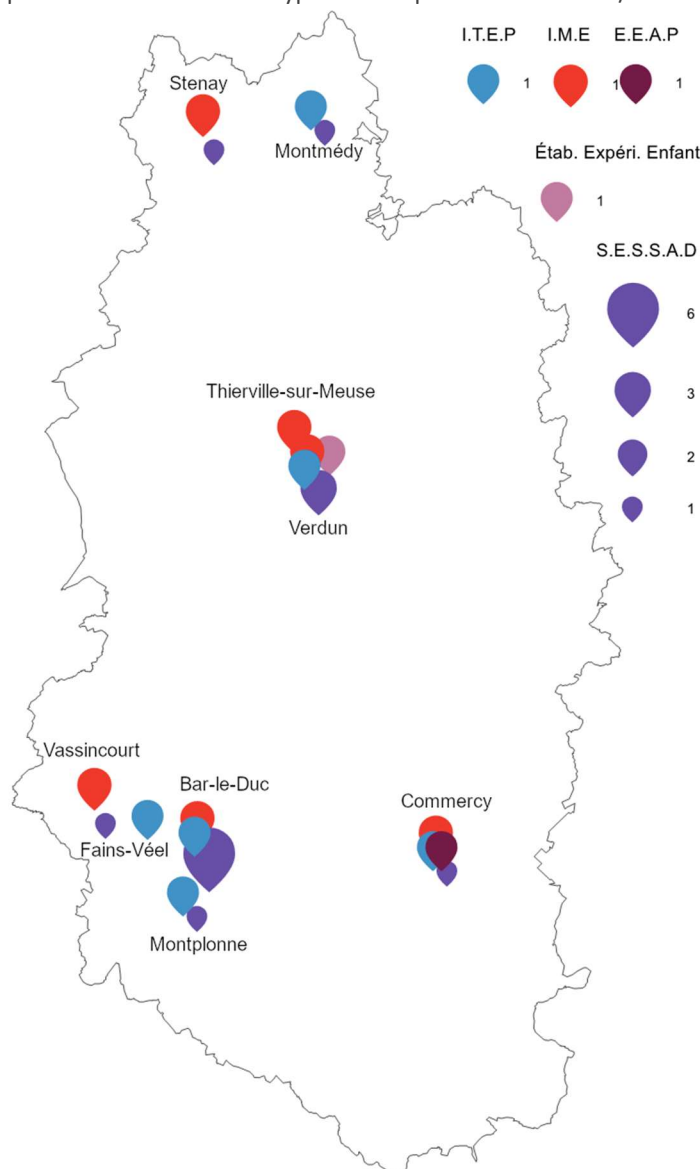 I.T.E.P I.M.E E.E.A.P
1 1 1
Stenay
Montmédy
Étab. Expéri. Enfant
1
S.E.S.S.A.D
6
3
2
1
Thierville-sur-Meuse
Verdun
Vassincourt
Bar-le-Duc
Commercy
Fains-Véel
Montplonne